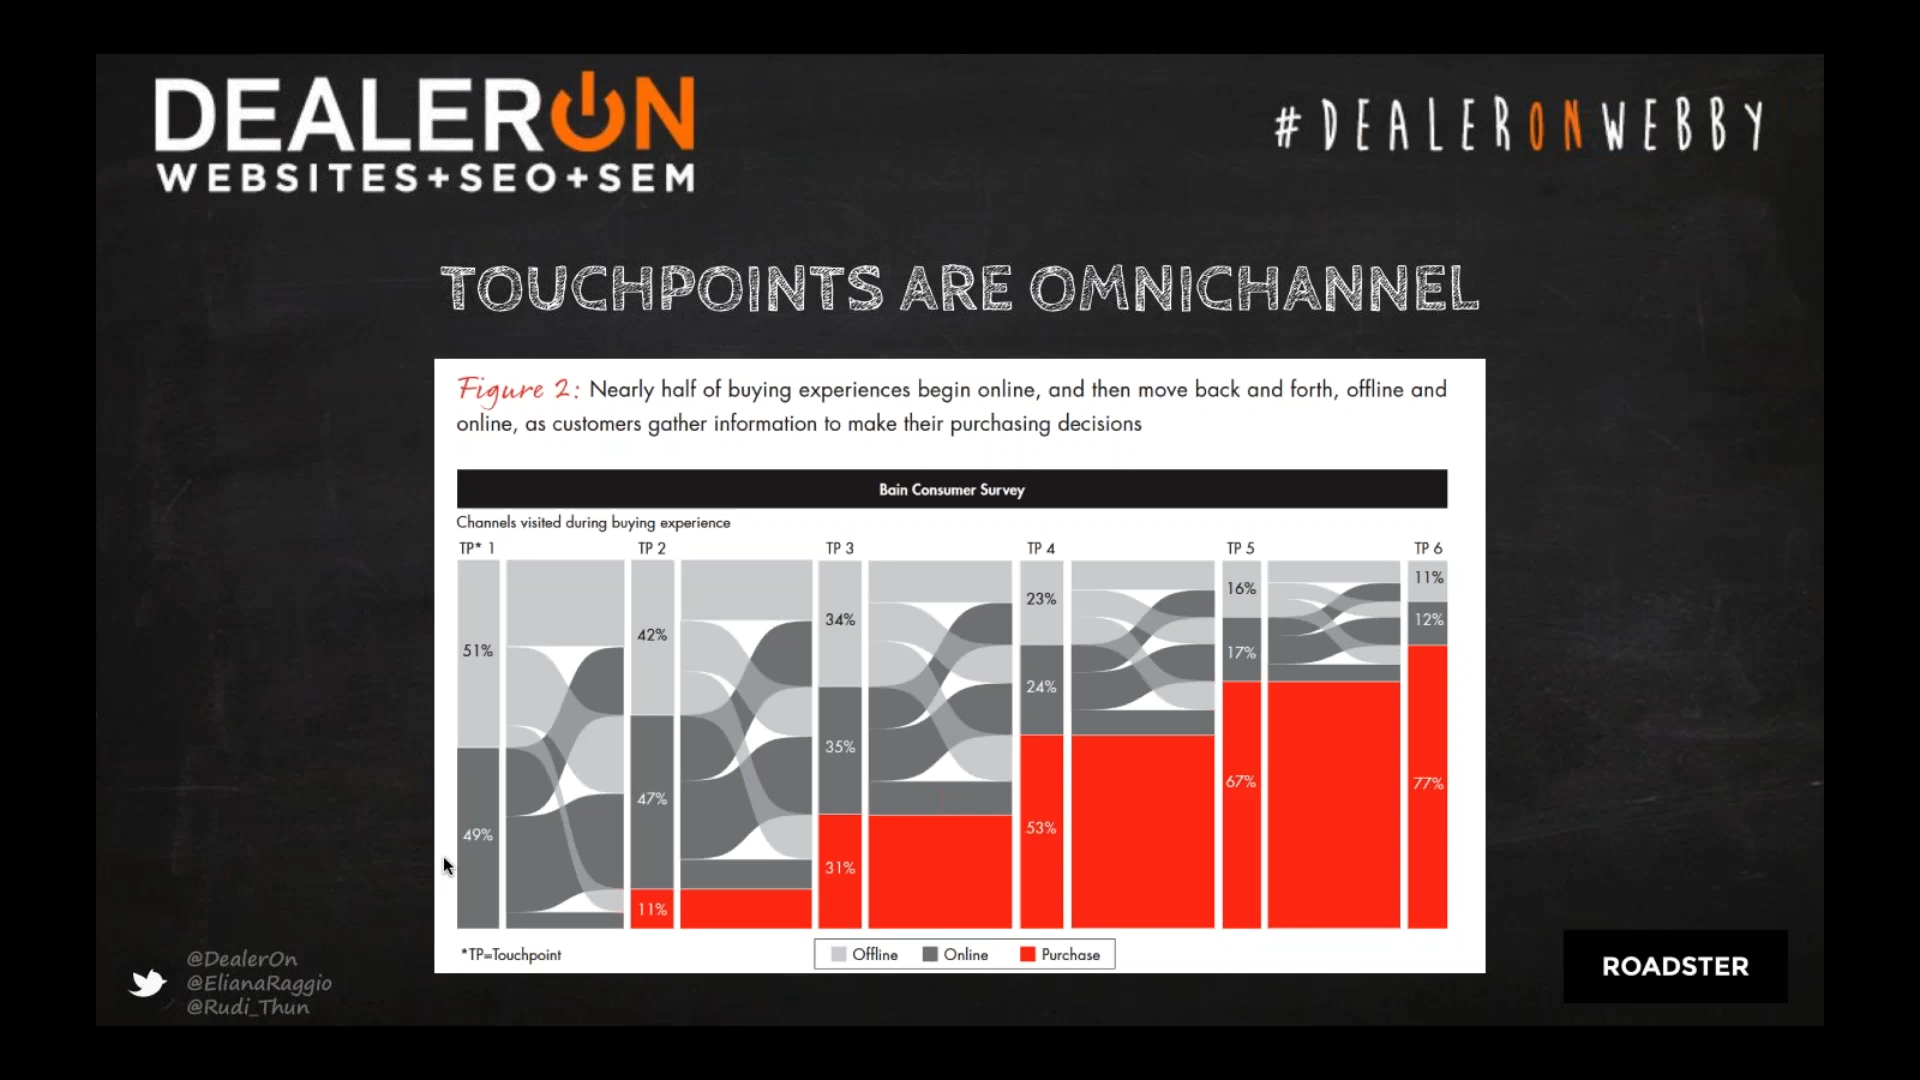 DEALERON
WEBSITES+SEO+SEM
#DEALERONWEBBY
TOUCHPOINTS ARE OMNICHANNEL
Figure 2: Nearly half of buying experiences begin online, and then move back and forth, offline and
online, as customers gather information to make their purchasing decisions
Bain Consumer Survey
Channels visited during buying experience
TP* 1 TP 2 TP 3 TP 4 TP 5 TP 6
51% 49%
42% 47% 11%
34% 35% 31%
23% 24% 53%
16% 17% 67%
11% 12% 77%
*TP=Touchpoint
Offline Online Purchase
@DealerOn
@ElianaRaggio
@Rudi_Thun
ROADSTER